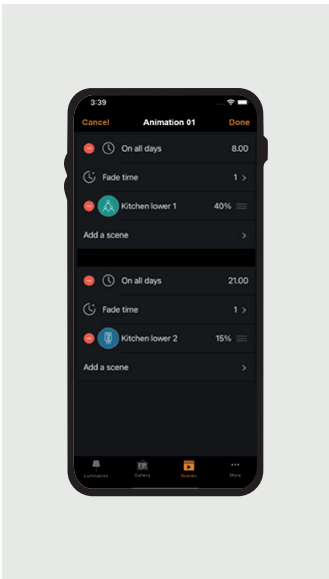 3:39
Cancel Animation 01 Done
On all days 8.00
Fade time 1 >
Kitchen lower 1 40%
Add a scene >
On all days 21.00
Fade time 1 >
Kitchen lower 2 15%
Add a scene >
Luminaires Gallery Scenes More